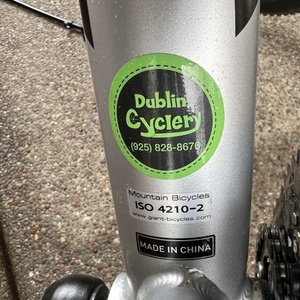 Dublin
Cyclery
(925) 828-8676
Mountain Bicycles
ISO 4210-2
www.giant-bicycles.com
MADE IN CHINA